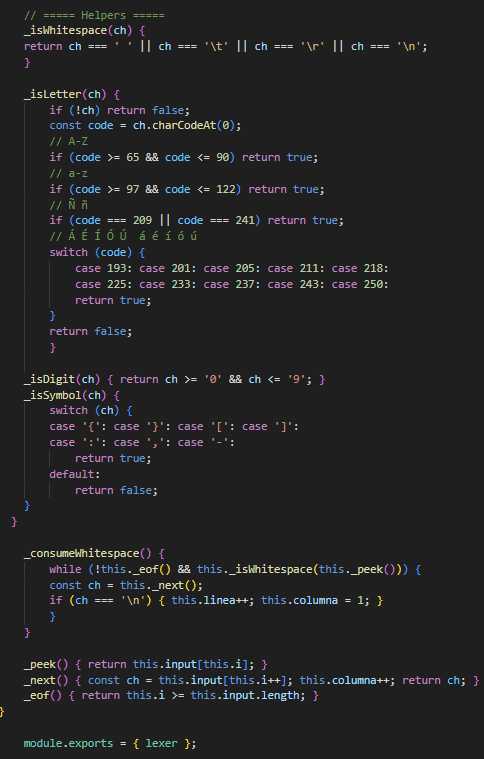 // ===== Helpers =====
_isWhitespace(ch) {
return ch === ' ' || ch === '\t' || ch === '\r' || ch === '\n';
}

_isLetter(ch) {
    if (!ch) return false;
    const code = ch.charCodeAt(0);
    // A-Z
    if (code >= 65 && code <= 90) return true;
    // a-z
    if (code >= 97 && code <= 122) return true;
    // Ñ ñ
    if (code === 209 || code === 241) return true;
    // Á É Í Ó Ú  á é í ó ú
    switch (code) {
        case 193: case 201: case 205: case 211: case 218:
        case 225: case 233: case 237: case 243: case 250:
        return true;
    }
    return false;
    }

_isDigit(ch) { return ch >= '0' && ch <= '9'; }
_isSymbol(ch) {
    switch (ch) {
    case '{': case '}': case '[': case ']':
    case ':': case ',': case '-':
        return true;
    default:
        return false;
}
}

_consumeWhitespace() {
    while (!this._eof() && this._isWhitespace(this._peek())) {
    const ch = this._next();
    if (ch === '\n') { this.linea++; this.columna = 1; }
    }
}

_peek() { return this.input[this.i]; }
_next() { const ch = this.input[this.i++]; this.columna++; return ch; }
_eof() { return this.i >= this.input.length; }
}

module.exports = { lexer };